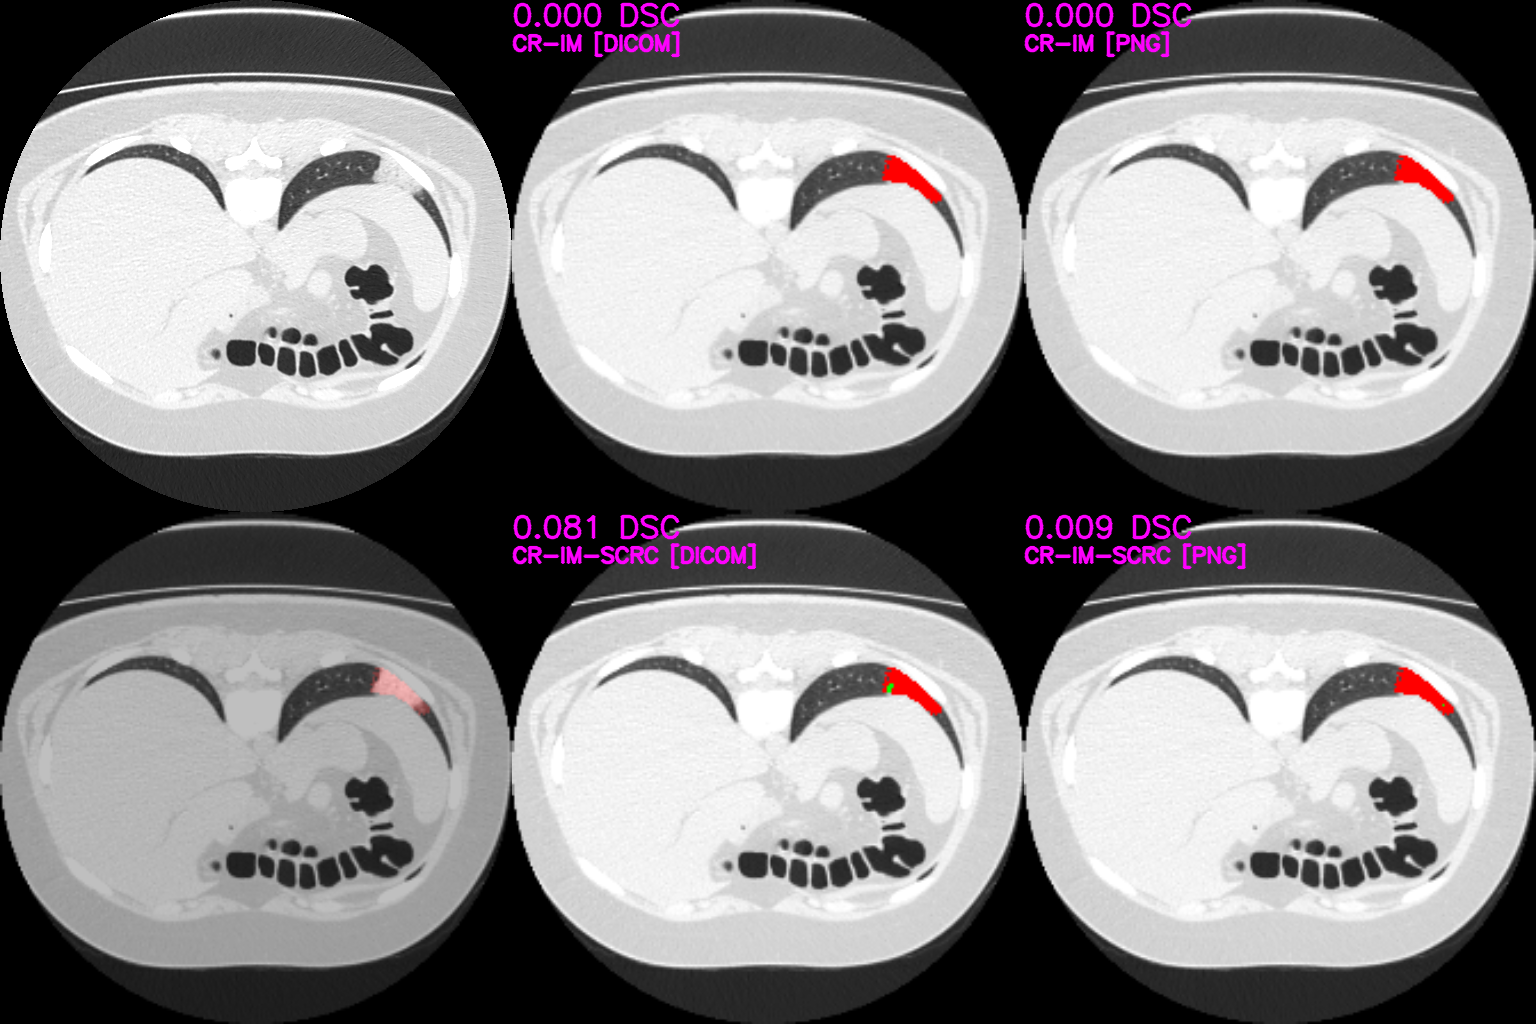 0.000 DSC
CR-IM [DICOM]
0.000 DSC
CR-IM [PNG]
0.081 DSC
CR-IM-SCRC [DICOM]
0.009 DSC
CR-IM-SCRC [PNG]